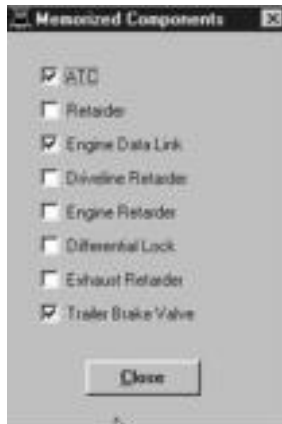 Memorized Components
ATC
Retarder
Engine Data Link
Driveline Retarder
Engine Retarder
Differential Lock
Exhaust Retarder
Trailer Brake Valve
Close